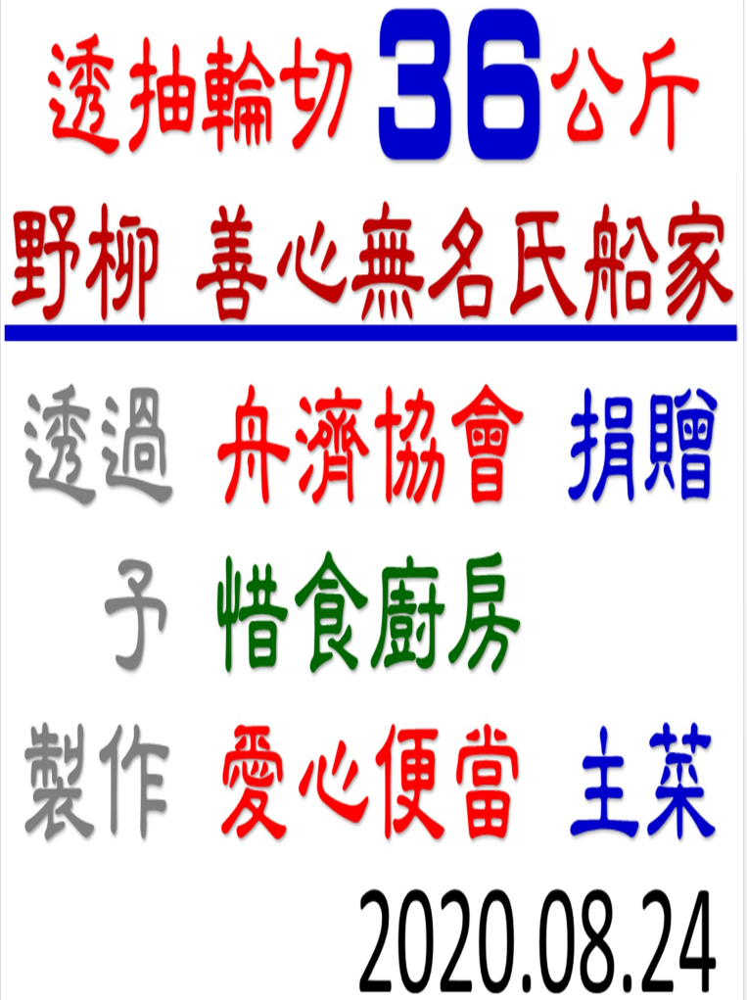 透抽輪切36公斤
野柳 善心無名氏船家
透過 舟濟協會 捐贈
予 惜食廚房
製作 愛心便當 主菜
2020.08.24